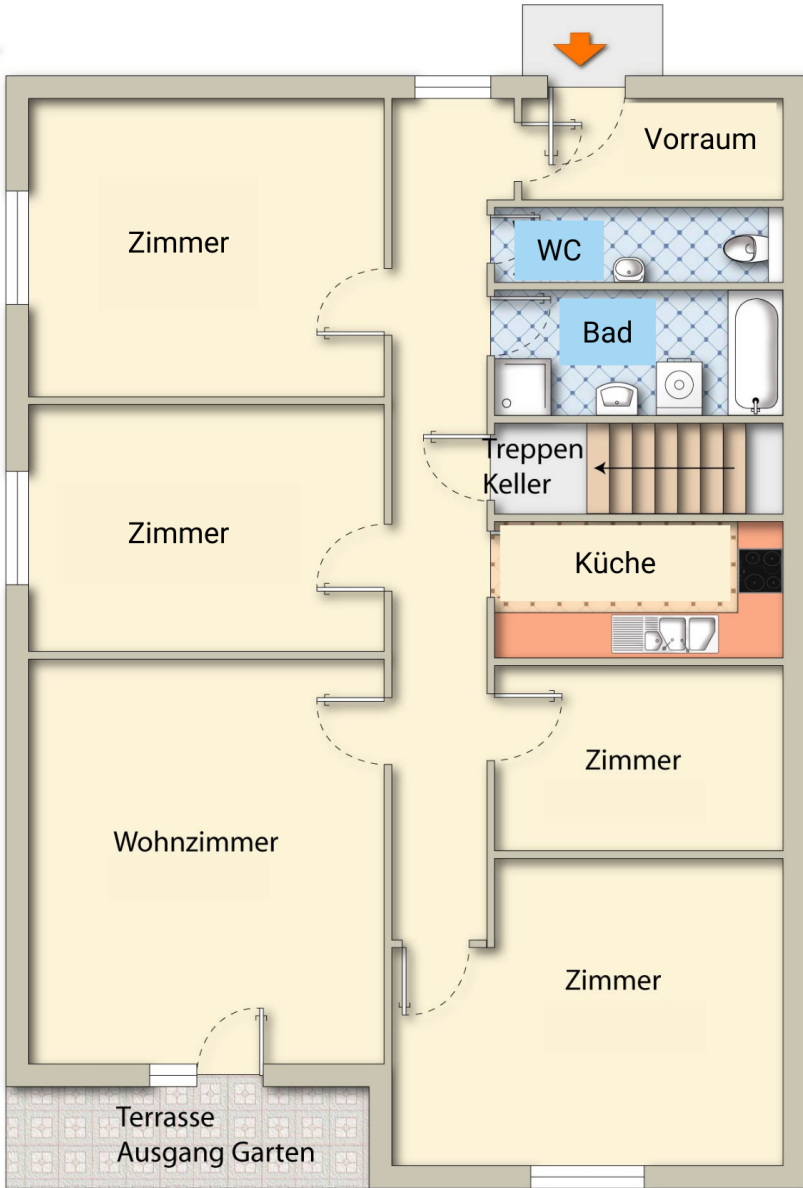 Vorraum
Zimmer
WC
Bad
Treppen
Keller
Zimmer
Küche
Zimmer
Wohnzimmer
Zimmer
Terrasse
Ausgang Garten